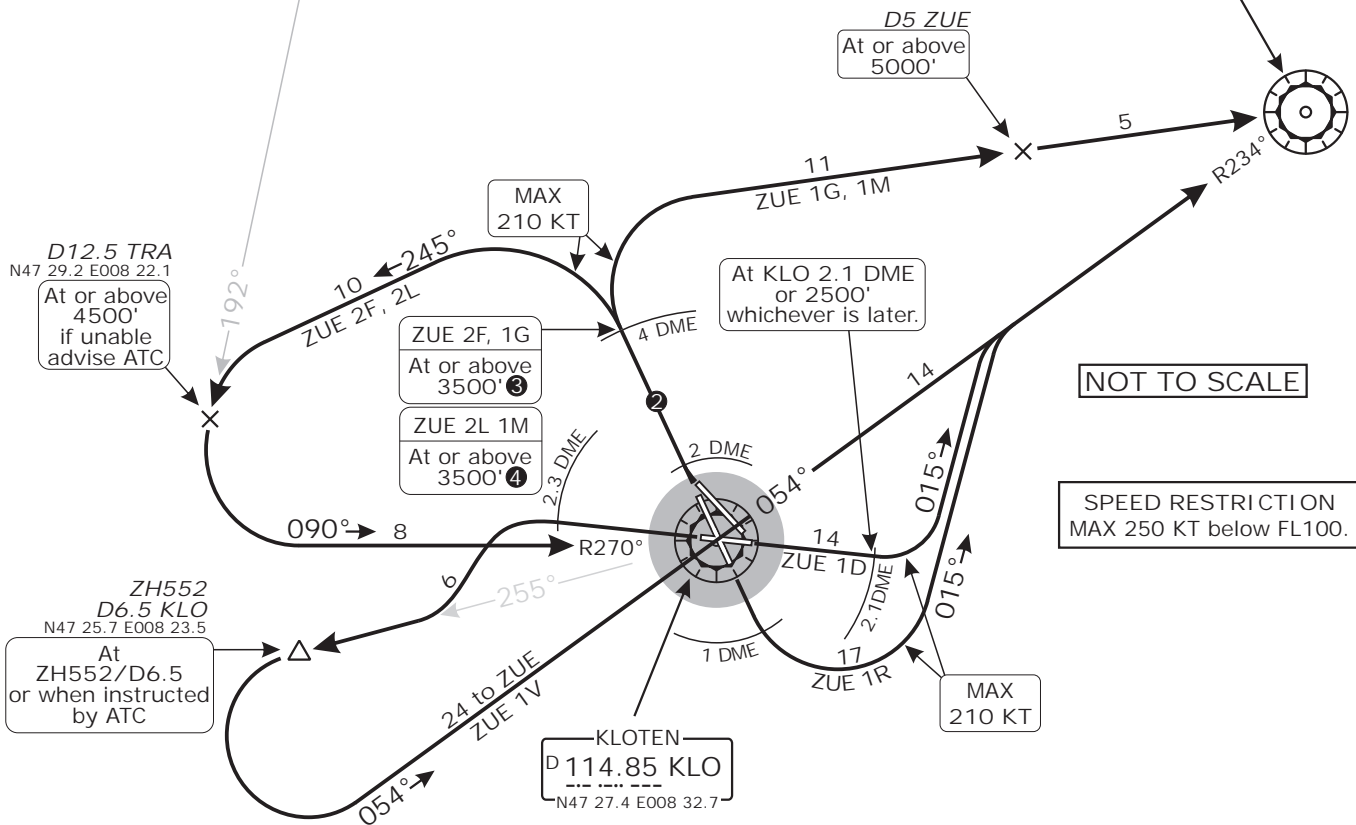 D5 ZUE
At or above
5000'
5
R234°
11
ZUE 1G, 1M
MAX
210 KT
245°
10
ZUE 2F, 2L
192°
D12.5 TRA
N47 29.2 E008 22.1
At or above
4500'
if unable
advise ATC
ZUE 2F, 1G
At or above
3500' 3
ZUE 2L 1M
At or above
3500' 4
4 DME
2
2 DME
2.3 DME
At KLO 2.1 DME
or 2500'
whichever is later.
14
NOT TO SCALE
054°
015°
015°
SPEED RESTRICTION
MAX 250 KT below FL100.
090°
8
R270°
14
ZUE 1D
2.1DME
6
255°
ZH552
D6.5 KLO
N47 25.7 E008 23.5
At
ZH552/D6.5
or when instructed
by ATC
1 DME
17
ZUE 1R
MAX
210 KT
24 to ZUE
ZUE 1V
054°
KLOTEN
D 114.85 KLO
N47 27.4 E008 32.7